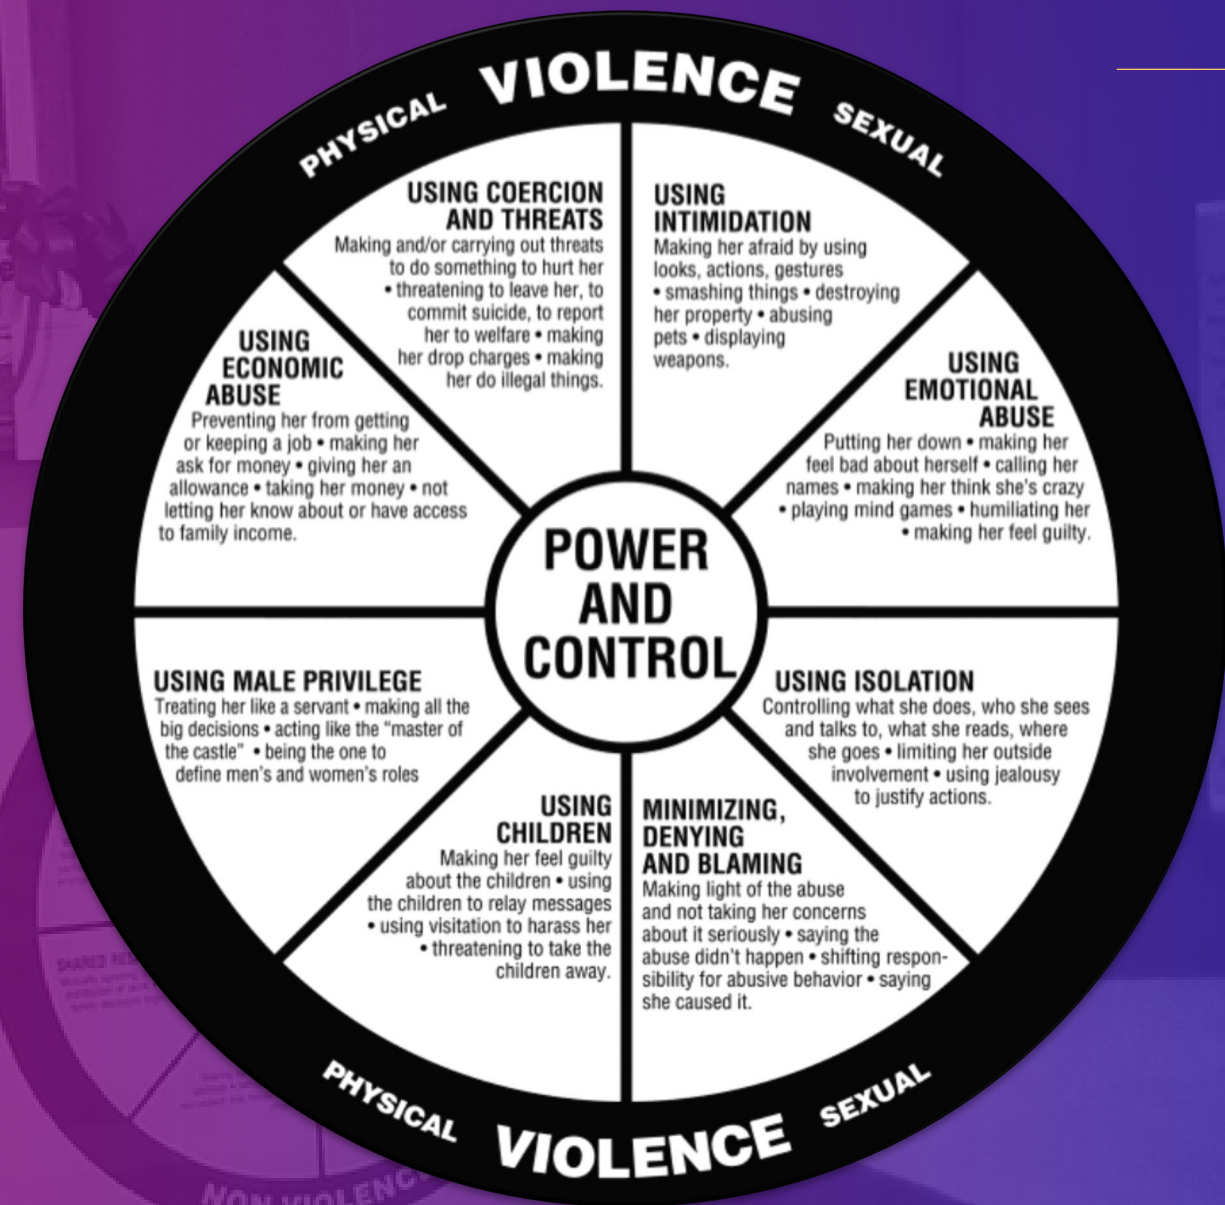 PHYSICAL VIOLENCE SEXUAL
USING COERCION
AND THREATS
Making and/or carrying out threats
to do something to hurt her
• threatening to leave her, to
commit suicide, to report
her to welfare • making
her drop charges • making
her do illegal things.
USING
INTIMIDATION
Making her afraid by using
looks, actions, gestures
• smashing things • destroying
her property • abusing
pets • displaying
weapons.
USING
ECONOMIC
ABUSE
Preventing her from getting
or keeping a job • making her
ask for money • giving her an
allowance • taking her money • not
letting her know about or have access
to family income.
USING
EMOTIONAL
ABUSE
Putting her down • making her
feel bad about herself • calling her
names • making her think she's crazy
• playing mind games • humiliating her
• making her feel guilty.
POWER
AND
CONTROL
USING MALE PRIVILEGE
Treating her like a servant • making all the
big decisions • acting like the "master of
the castle" • being the one to
define men's and women's roles
USING ISOLATION
Controlling what she does, who she sees
and talks to, what she reads, where
she goes • limiting her outside
involvement • using jealousy
to justify actions.
USING
CHILDREN
Making her feel guilty
about the children • using
the children to relay messages
• using visitation to harass her
• threatening to take the
children away.
MINIMIZING,
DENYING
AND BLAMING
Making light of the abuse
and not taking her concerns
about it seriously • saying the
abuse didn't happen • shifting respon-
sibility for abusive behavior • saying
she caused it.
PHYSICAL VIOLENCE SEXUAL
SHARED
NON VIOLENC